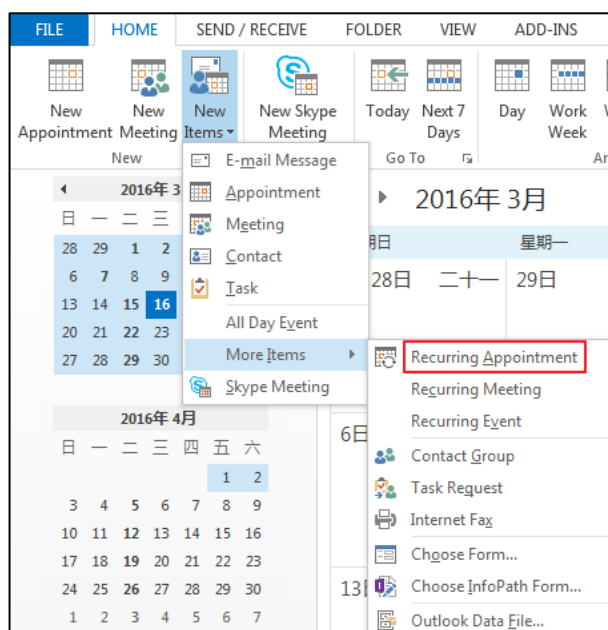 FILE HOME SEND / RECEIVE FOLDER VIEW ADD-INS
New Appointment
New Meeting
New Items
New Skype Meeting
Today
Next 7 Days
Day
Work Week
New
Go To
E-mail Message
Appointment
Meeting
Contact
Task
All Day Event
More Items
Skype Meeting
Recurring Appointment
Recurring Meeting
Recurring Event
Contact Group
Task Request
Internet Fax
Choose Form...
Choose InfoPath Form...
Outlook Data File...
2016年 3
日 一 二 三
28 29 1 2
6 7 8 9
13 14 15 16
20 21 22 23
27 28 29 30
2016年 4月
日 一 二 三 四 五 六
1 2
3 4 5 6 7 8 9
10 11 12 13 14 15 16
17 18 19 20 21 22 23
24 25 26 27 28 29 30
1 2 3 4 5 6 7
2016年 3月
期日 星期一
28日 二十一 29日
6日
13